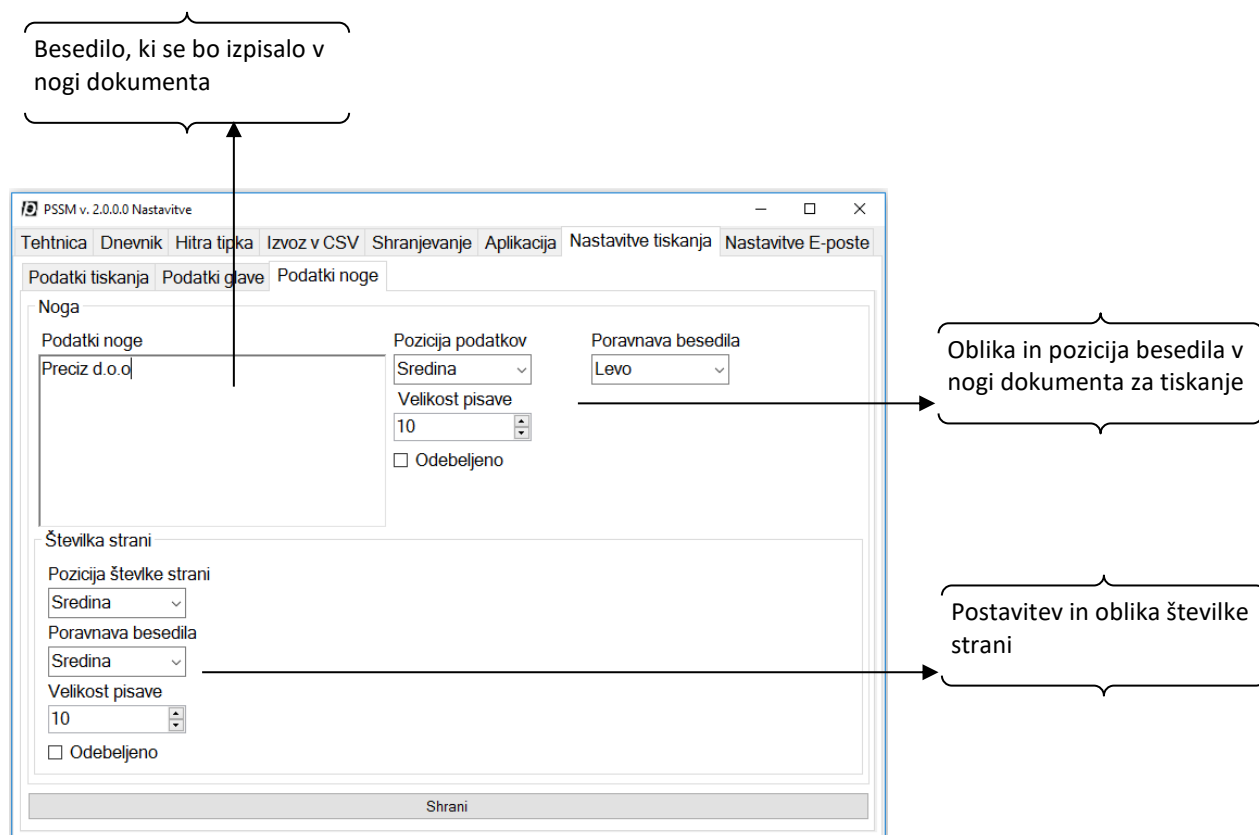 Besedilo, ki se bo izpisalo v
nogi dokumenta
PSSM v. 2.0.0.0 Nastavitve
Tehtnica Dnevnik Hitra tipka Izvoz v CSV Shranjevanje Aplikacija Nastavitve tiskanja Nastavitve E-poste
Podatki tiskanja Podatki glave Podatki noge
Noga
Podatki noge Pozicija podatkov Poravnava besedila
Preciz d.o.o Sredina Levo
Velikost pisave
10
Odebeljeno
Oblika in pozicija besedila v
nogi dokumenta za tiskanje
Številka strani
Pozicija števlke strani
Sredina
Poravnava besedila
Sredina
Velikost pisave
10
Odebeljeno
Postavitev in oblika številke
strani
Shrani